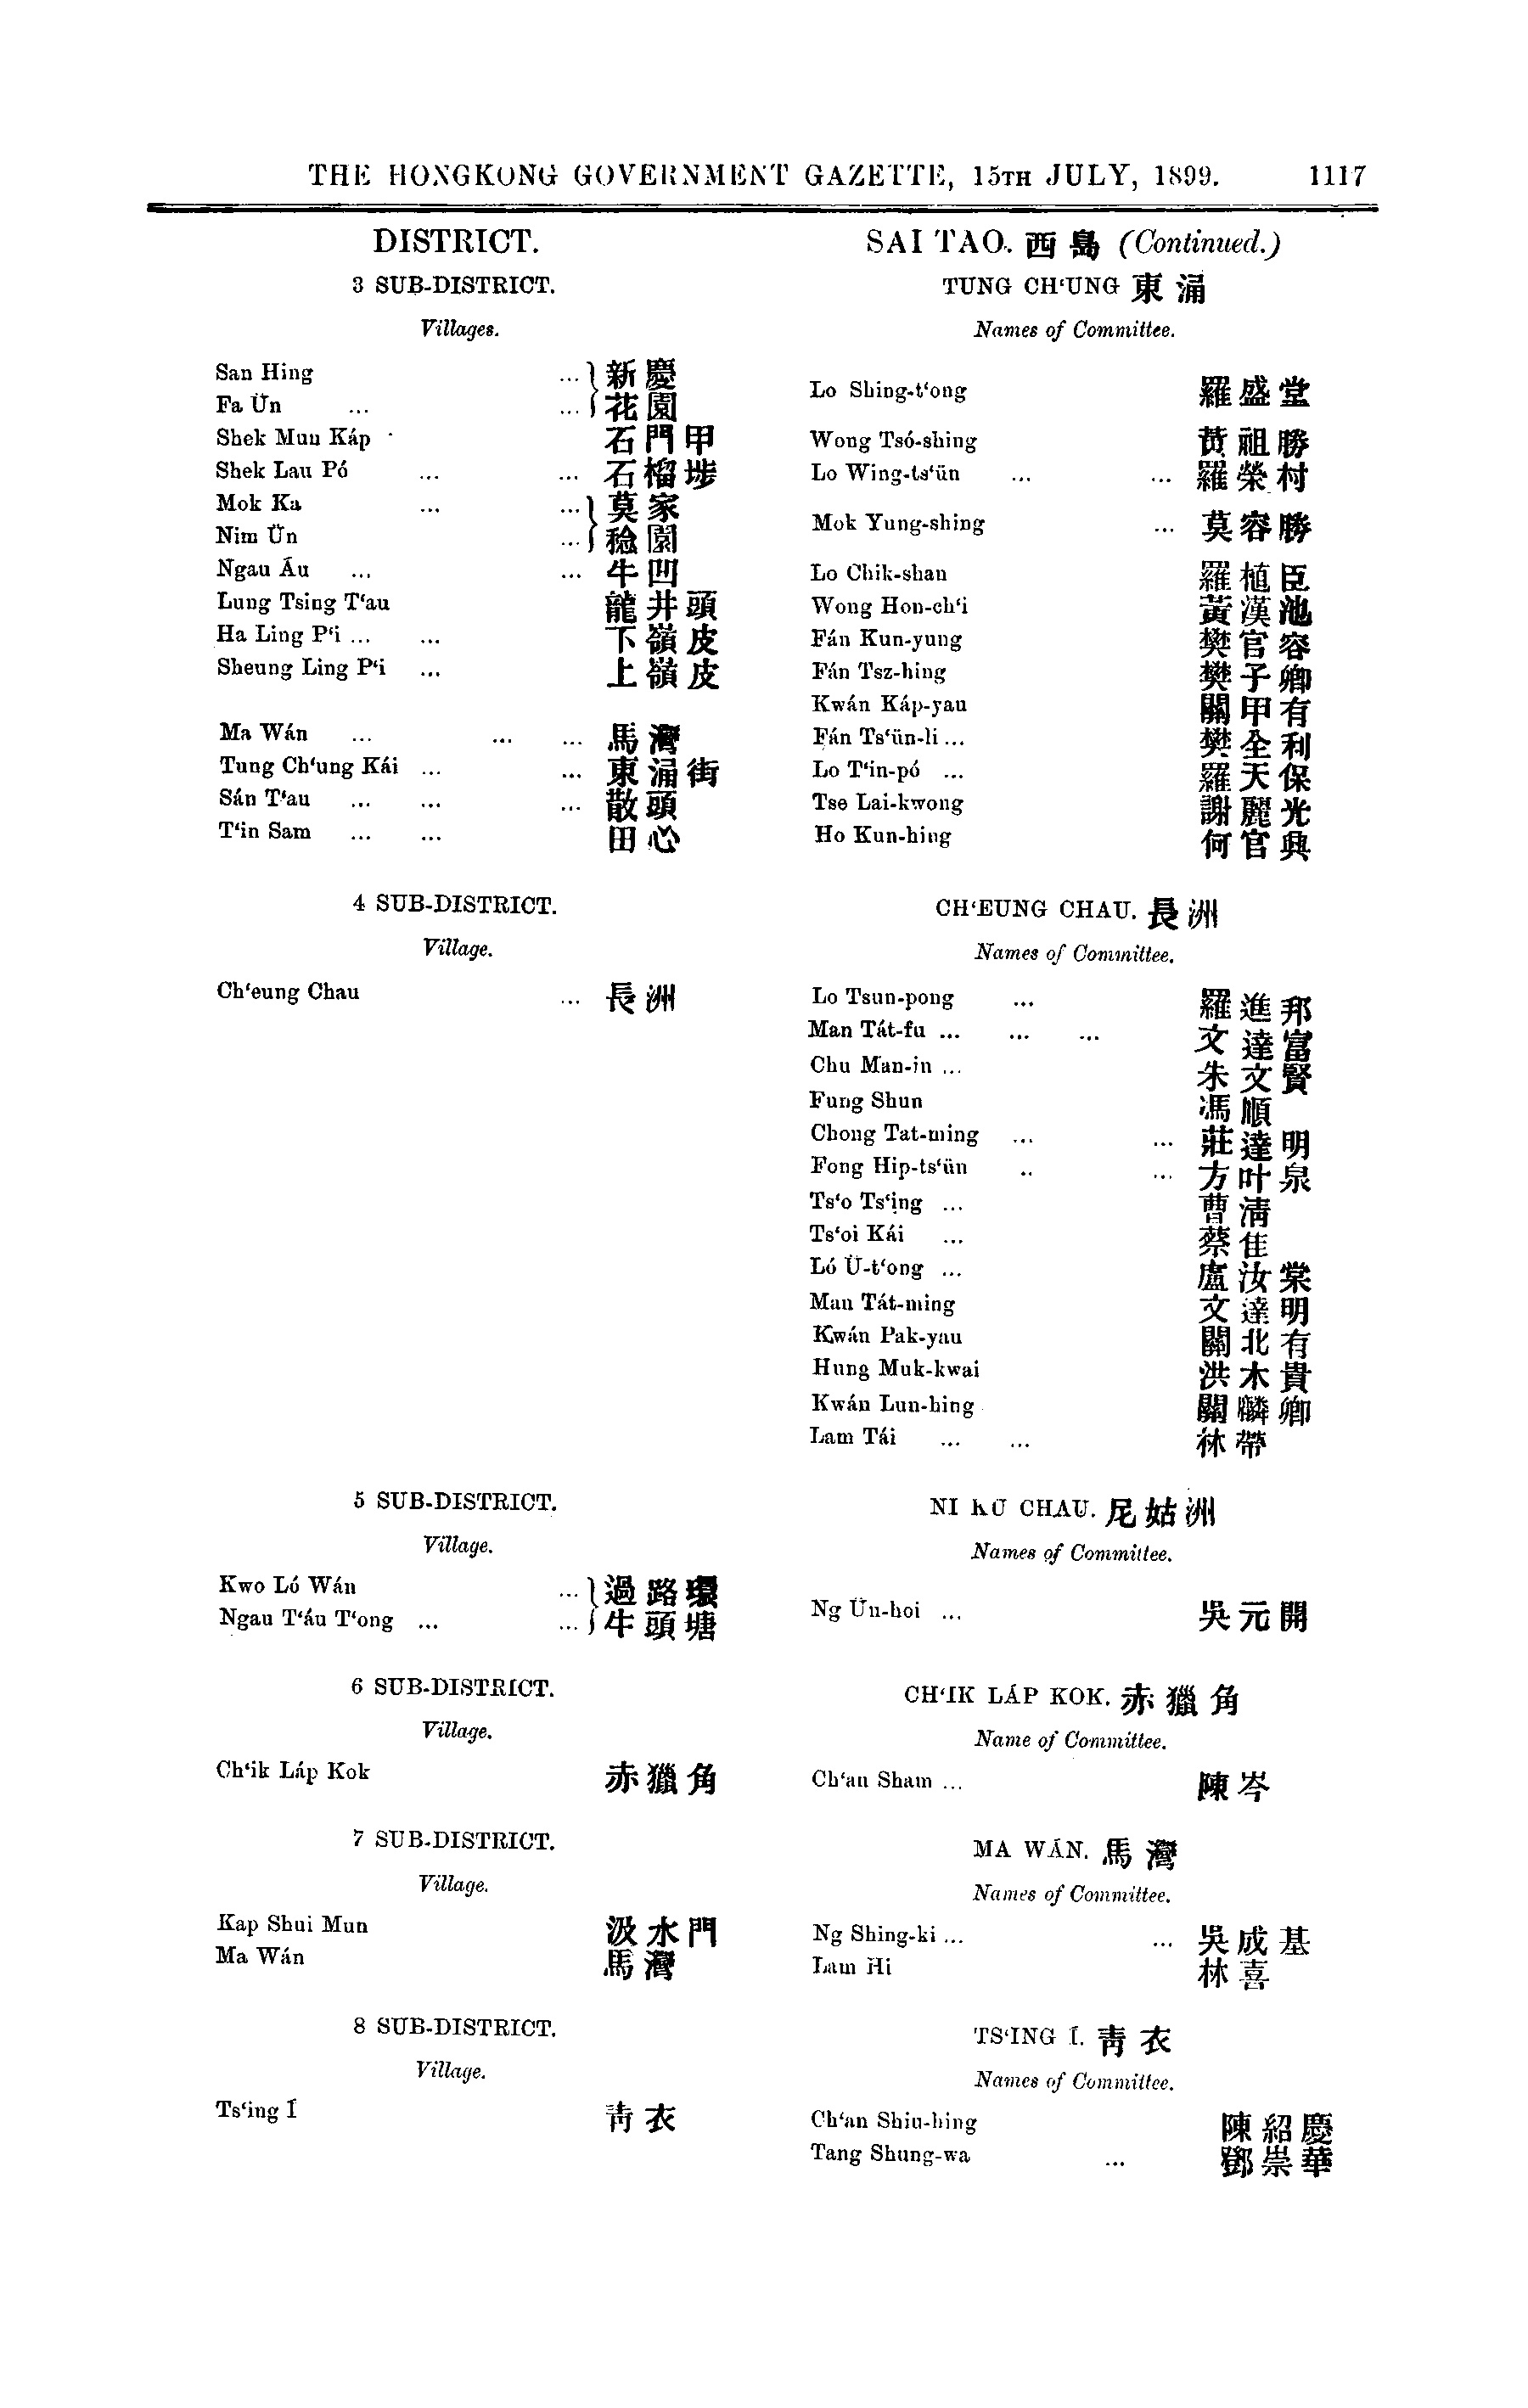 THE HONGKONG GOVERNMENT GAZETTE, 15TH JULY, 1899. 1117
DISTRICT. SAI TAO. 西島 (Continued.)
3 SUB-DISTRICT. TUNG CH'UNG 東涌
Villages. Names of Committee.
San Hing ... 新慶
Fa Ün ... ... 花園
Lo Shing-t'ong 羅盛堂
Shek Mun Káp 石門甲 Wong Tsó-shing 黃祖勝
Shek Lau Pó ... ... 石榴埗 Lo Wing-ts'ün ... ... 羅榮村
Mok Ka ... ... 莫家
Nim Ün ... 稔園
Mok Yung-shing ... 莫容勝
Ngau Áu ... ... 牛凹 Lo Chik-shan 羅植臣
Lung Tsing T'au 龍井頭 Wong Hon-ch'i 黃漢池
Ha Ling P'i ... ... 下嶺皮 Fán Kun-yung 樊官容
Sheung Ling P'i ... 上嶺皮 Fán Tsz-hing 樊子卿
Kwán Káp-yau 關甲有
Ma Wán ... ... ... 馬灣 Fán Ts'ün-li ... 樊全利
Tung Ch'ung Kái ... ... 東涌街 Lo T'in-pó ... 羅天保
Sán T'au ... ... ... 散頭 Tse Lai-kwong 謝麗光
T'in Sam ... ... 田心 Ho Kun-hing 何官興
4 SUB-DISTRICT. CH'EUNG CHAU. 長洲
Village. Names of Committee.
Ch'eung Chau ... 長洲 Lo Tsun-pong ... 羅進邦
Man Tát-fu ... ... ... 文達富
Chu Man-in ... 朱文賢
Fung Shun 馮順
Chong Tat-ming ... ... 莊達明
Fong Hip-ts'ün .. ... 方叶泉
Ts'o Ts'ing ... 曹清
Ts'oi Kái ... 蔡佳
Ló Ü-t'ong ... 盧汝棠
Man Tát-ming 文達明
Kwán Pak-yau 關北有
Hung Muk-kwai 洪木貴
Kwán Lun-hing 關麟卿
Lam Tái ... ... 林帶
5 SUB-DISTRICT. NI KÚ CHAU. 尼姑洲
Village. Names of Committee.
Kwo Ló Wán ... 過路環
Ngau T'áu T'ong ... ... 牛頭塘
Ng Ün-hoi ... 吳元開
6 SUB-DISTRICT. CH'IK LÁP KOK. 赤獵角
Village. Name of Committee.
Ch'ik Láp Kok 赤獵角 Ch'an Sham ... 陳岑
7 SUB-DISTRICT. MA WÁN. 馬灣
Village. Names of Committee.
Kap Shui Mun 汲水門 Ng Shing-ki ... ... 吳成基
Ma Wán 馬灣 Lam Hi 林喜
8 SUB-DISTRICT. TS'ING Í. 青衣
Village. Names of Committee.
Ts'ing Í 青衣 Ch'an Shiu-hing 陳紹慶
Tang Shung-wa ... 鄧崇華